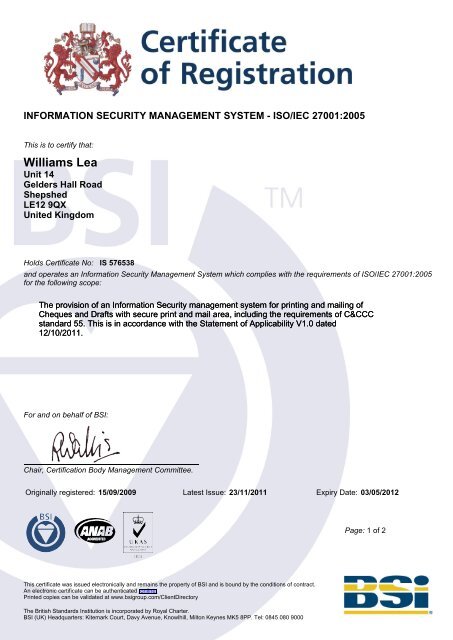 Certificate
of Registration
INFORMATION SECURITY MANAGEMENT SYSTEM - ISO/IEC 27001:2005
This is to certify that:
Williams Lea
Unit 14
Gelders Hall Road
Shepshed
LE12 9QX
United Kingdom
BSI
TM
Holds Certificate No: IS 576538
and operates an Information Security Management System which complies with the requirements of ISO/IEC 27001:2005
for the following scope:
The provision of an Information Security management system for printing and mailing of
Cheques and Drafts with secure print and mail area, including the requirements of C&CCC
standard 55. This is in accordance with the Statement of Applicability V1.0 dated
12/10/2011.
For and on behalf of BSI:
Chair, Certification Body Management Committee.
Originally registered: 15/09/2009 Latest Issue: 23/11/2011 Expiry Date: 03/05/2012
BSI
ANAB
ACCREDITED
UKAS
Page: 1 of 2
This certificate was issued electronically and remains the property of BSI and is bound by the conditions of contract.
An electronic certificate can be authenticated
Printed copies can be validated at www.bsigroup.com/ClientDirectory
BSi
The British Standards Institution is incorporated by Royal Charter.
BSI (UK) Headquarters: Kitemark Court, Davy Avenue, Knowlhill, Milton Keynes MK5 8PP. Tel: 0845 080 9000